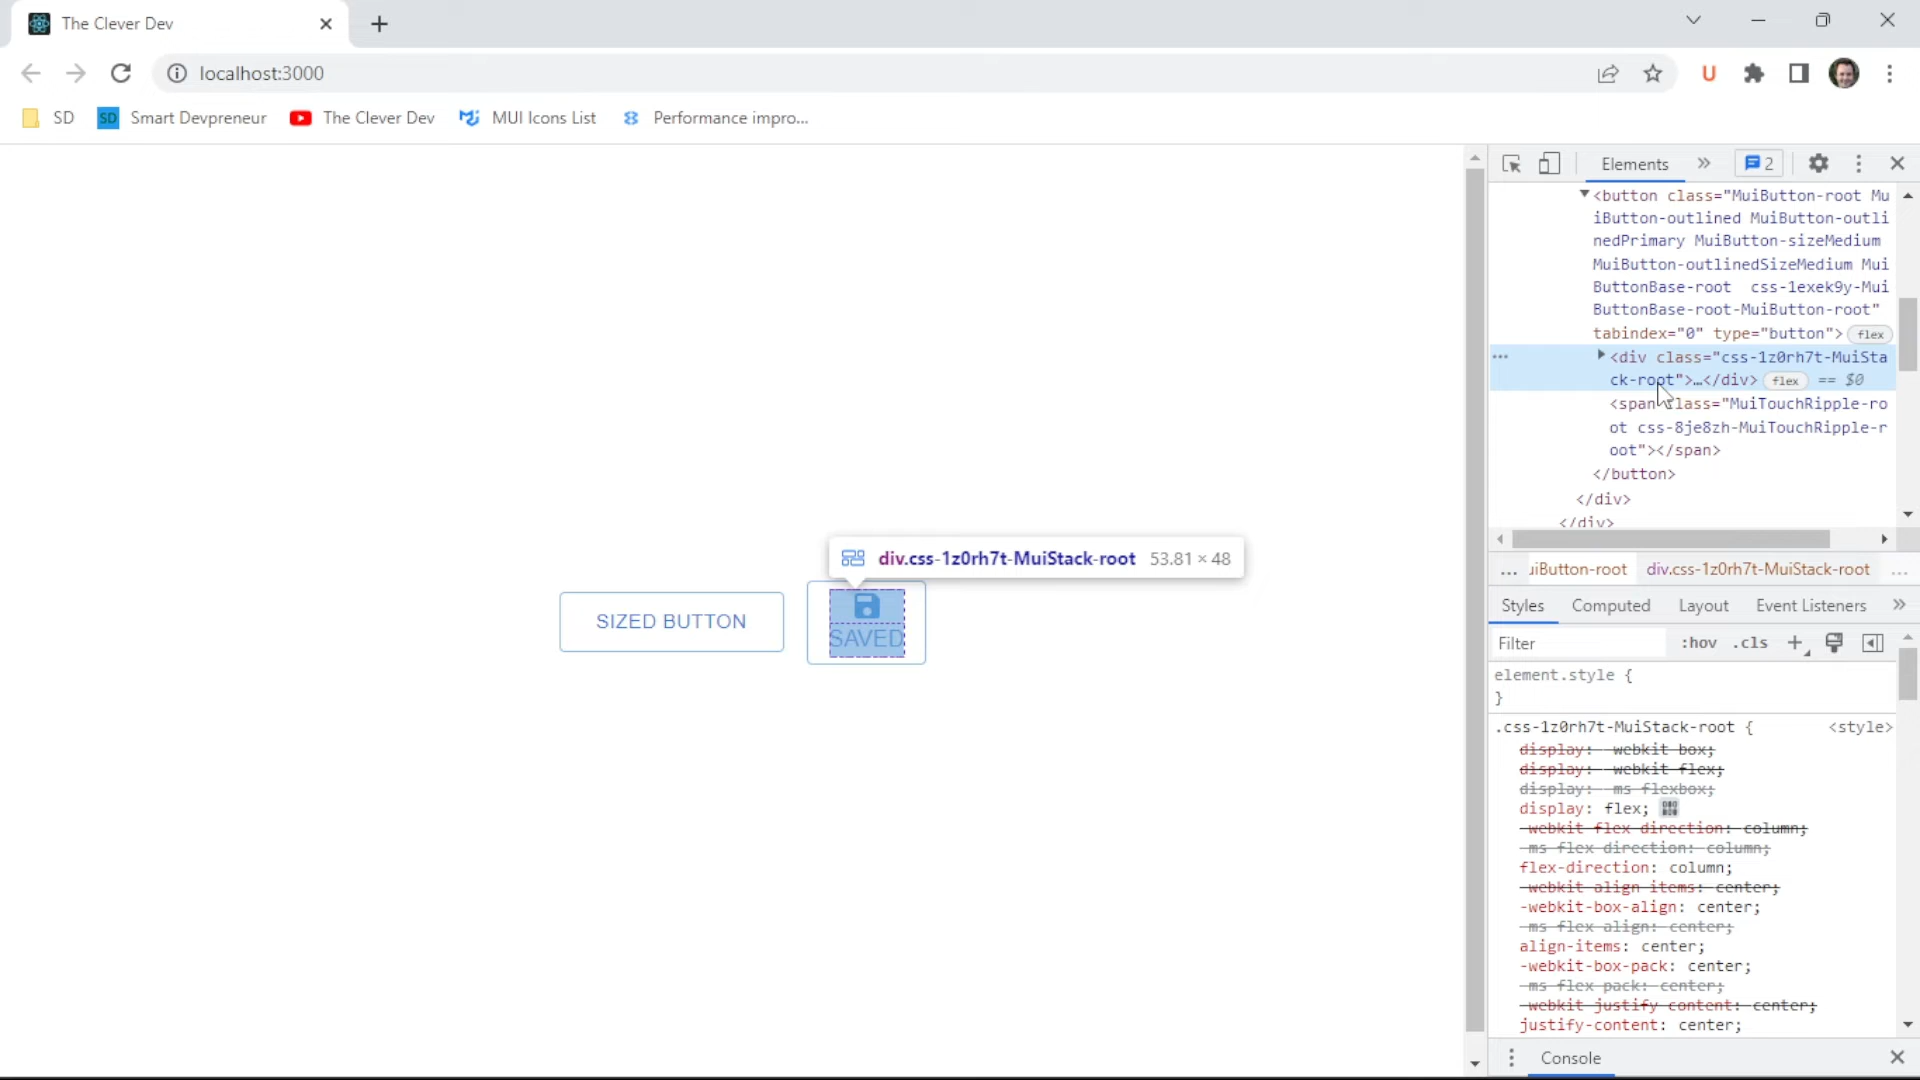 The Clever Dev
localhost:3000
U
SD
SD Smart Devpreneur
The Clever Dev
MUI Icons List
Performance impro...
Elements
2
<button class="MuiButton-root Mu
iButton-outlined MuiButton-outli
nedPrimary MuiButton-sizeMedium
MuiButton-outlinedSizeMedium Mui
ButtonBase-root css-1exek9y-Mui
ButtonBase-root-MuiButton-root"
tabindex="0" type="button"> flex
<div class="css-1z0rh7t-MuiSta
ck-root">…</div> flex == $0
<span class="MuiTouchRipple-ro
ot css-8je8zh-MuiTouchRipple-r
oot"></span>
</button>
</div>
</div>
div.css-1z0rh7t-MuiStack-root 53.81 × 48
SIZED BUTTON
SAVED
... uiButton-root div.css-1z0rh7t-MuiStack-root ...
Styles Computed Layout Event Listeners
Filter :hov .cls
element.style {
}
.css-1z0rh7t-MuiStack-root { <style>
display: -webkit-box;
display: -webkit-flex;
display: -ms-flexbox;
display: flex;
-webkit-flex-direction: column;
-ms-flex-direction: column;
flex-direction: column;
-webkit-align-items: center;
-webkit-box-align: center;
-ms-flex-align: center;
align-items: center;
-webkit-box-pack: center;
-ms-flex-pack: center;
-webkit-justify-content: center;
justify-content: center;
Console